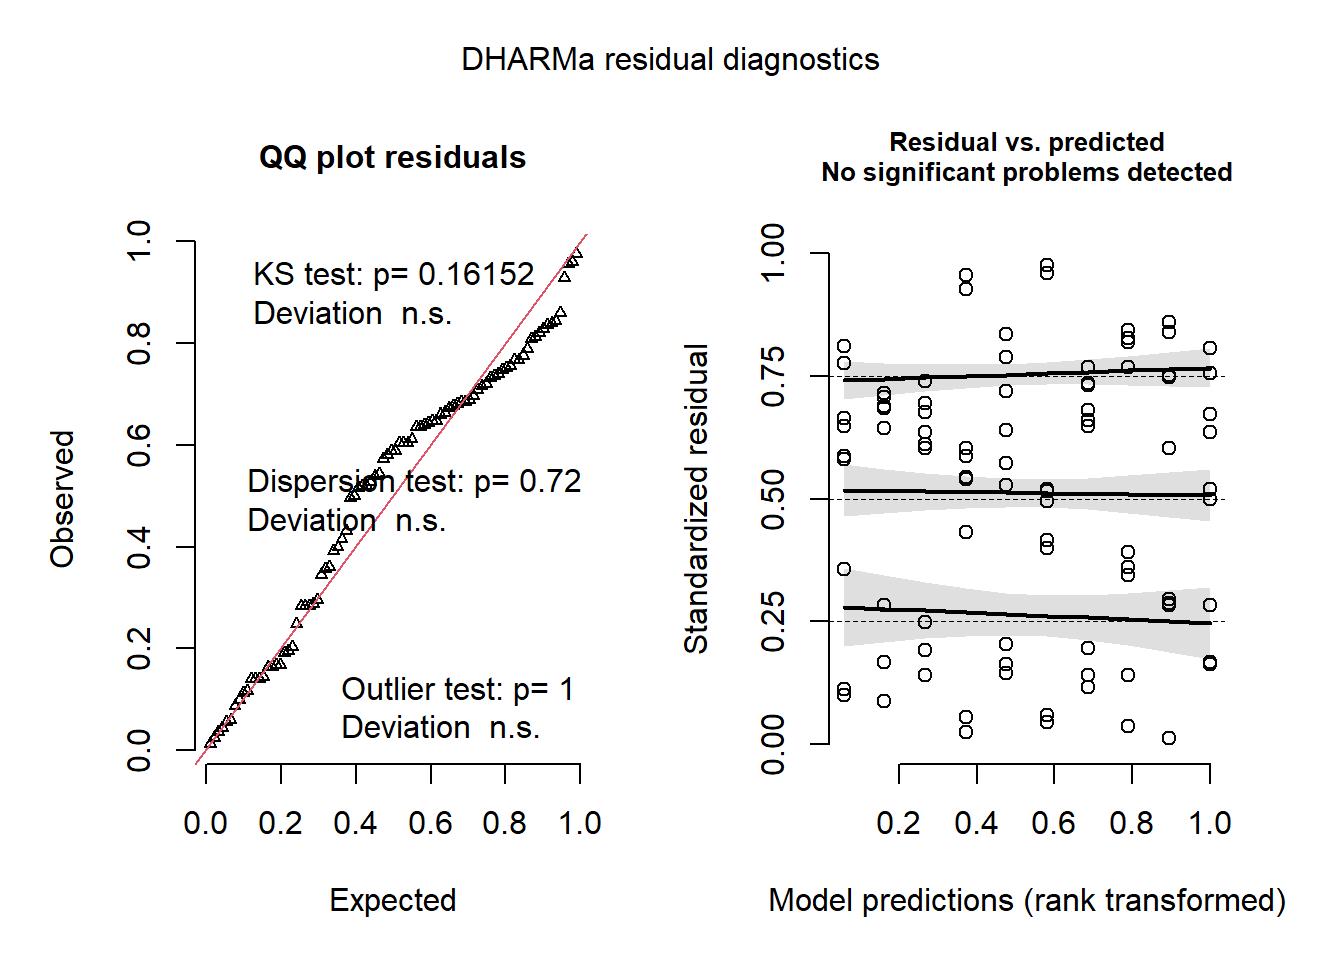 DHARMa residual diagnostics
QQ plot residuals
KS test: p= 0.16152
Deviation  n.s.
Dispersion test: p= 0.72
Deviation  n.s.
Outlier test: p= 1
Deviation  n.s.
Observed
0.0 0.2 0.4 0.6 0.8 1.0
0.0 0.2 0.4 0.6 0.8 1.0
Expected
Residual vs. predicted
No significant problems detected
Standardized residual
0.00 0.25 0.50 0.75 1.00
0.2 0.4 0.6 0.8 1.0
Model predictions (rank transformed)